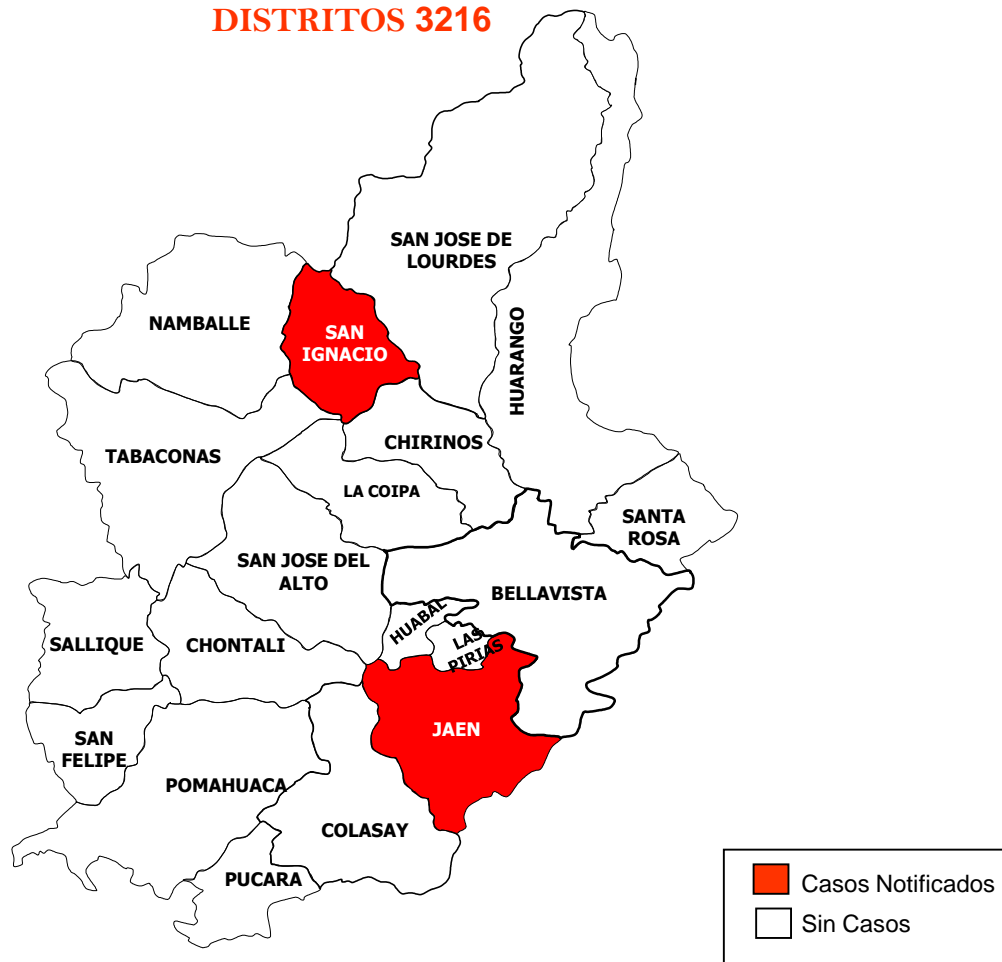 DISTRITOS 3216
SAN JOSE DE
LOURDES
NAMBALLE
SAN
IGNACIO
HUARANGO
TABACONAS
CHIRINOS
LA COIPA
SANTA
ROSA
SAN JOSE DEL
ALTO
BELLAVISTA
HUABAL
SALLIQUE
CHONTALI
LAS
PIRIAS
JAEN
SAN
FELIPE
POMAHUACA
COLASAY
PUCARA
Casos Notificados
Sin Casos